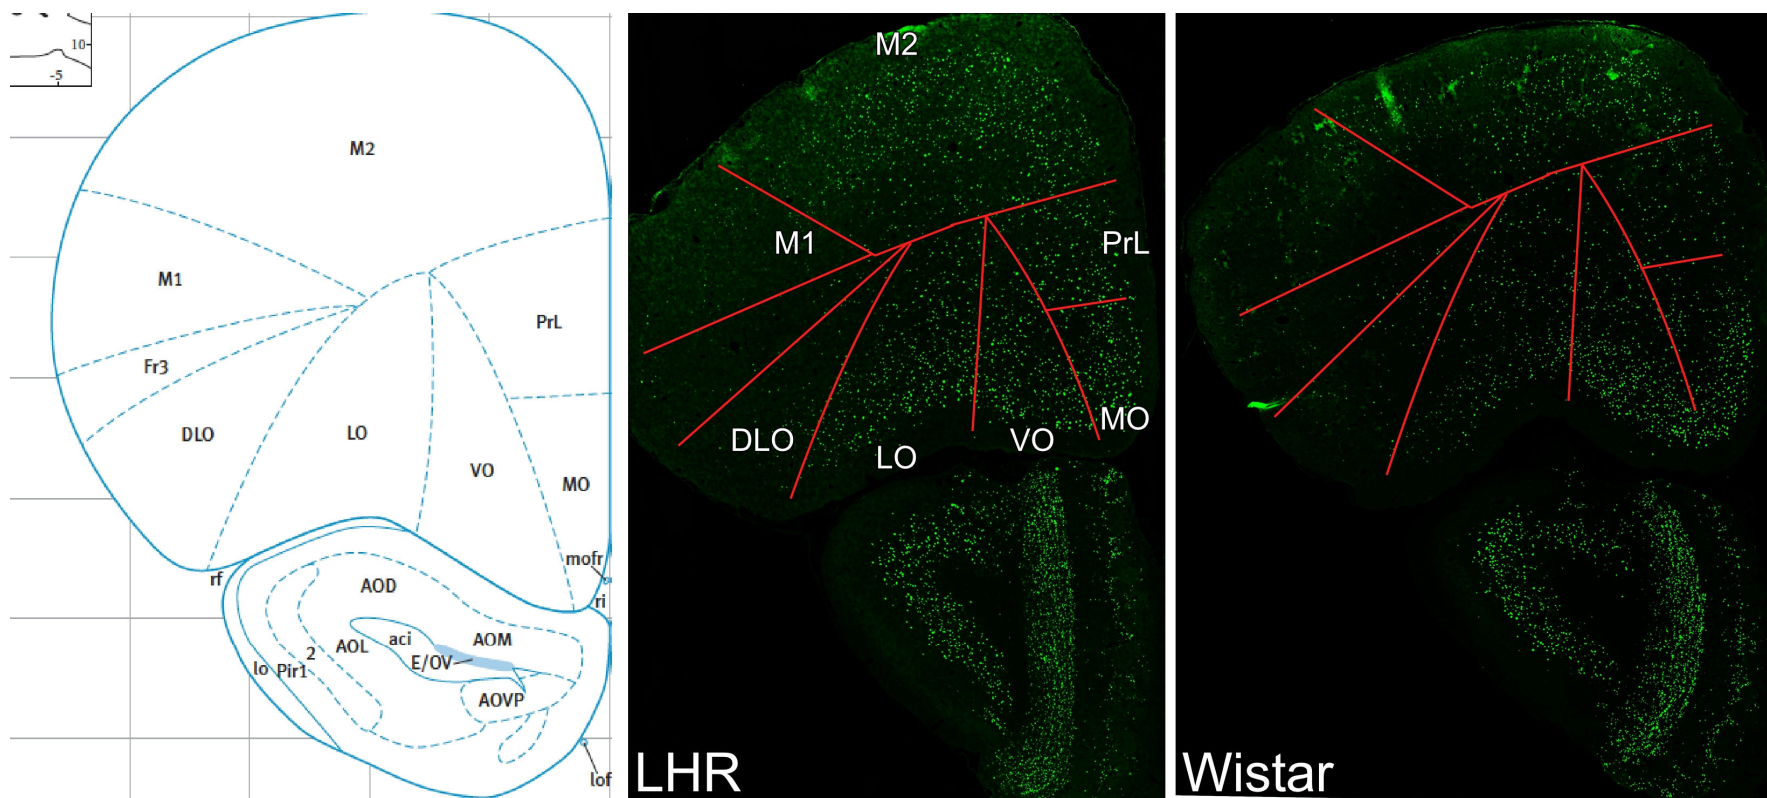 10
-5
M2
M1
PrL
Fr3
DLO
LO
VO
MO
mofr
rf
ri
AOD
aci
AOM
AOL
2
E/OV
lo
Pir1
AOVP
lof
M2
M1
PrL
MO
DLO
VO
LO
LHR
Wistar